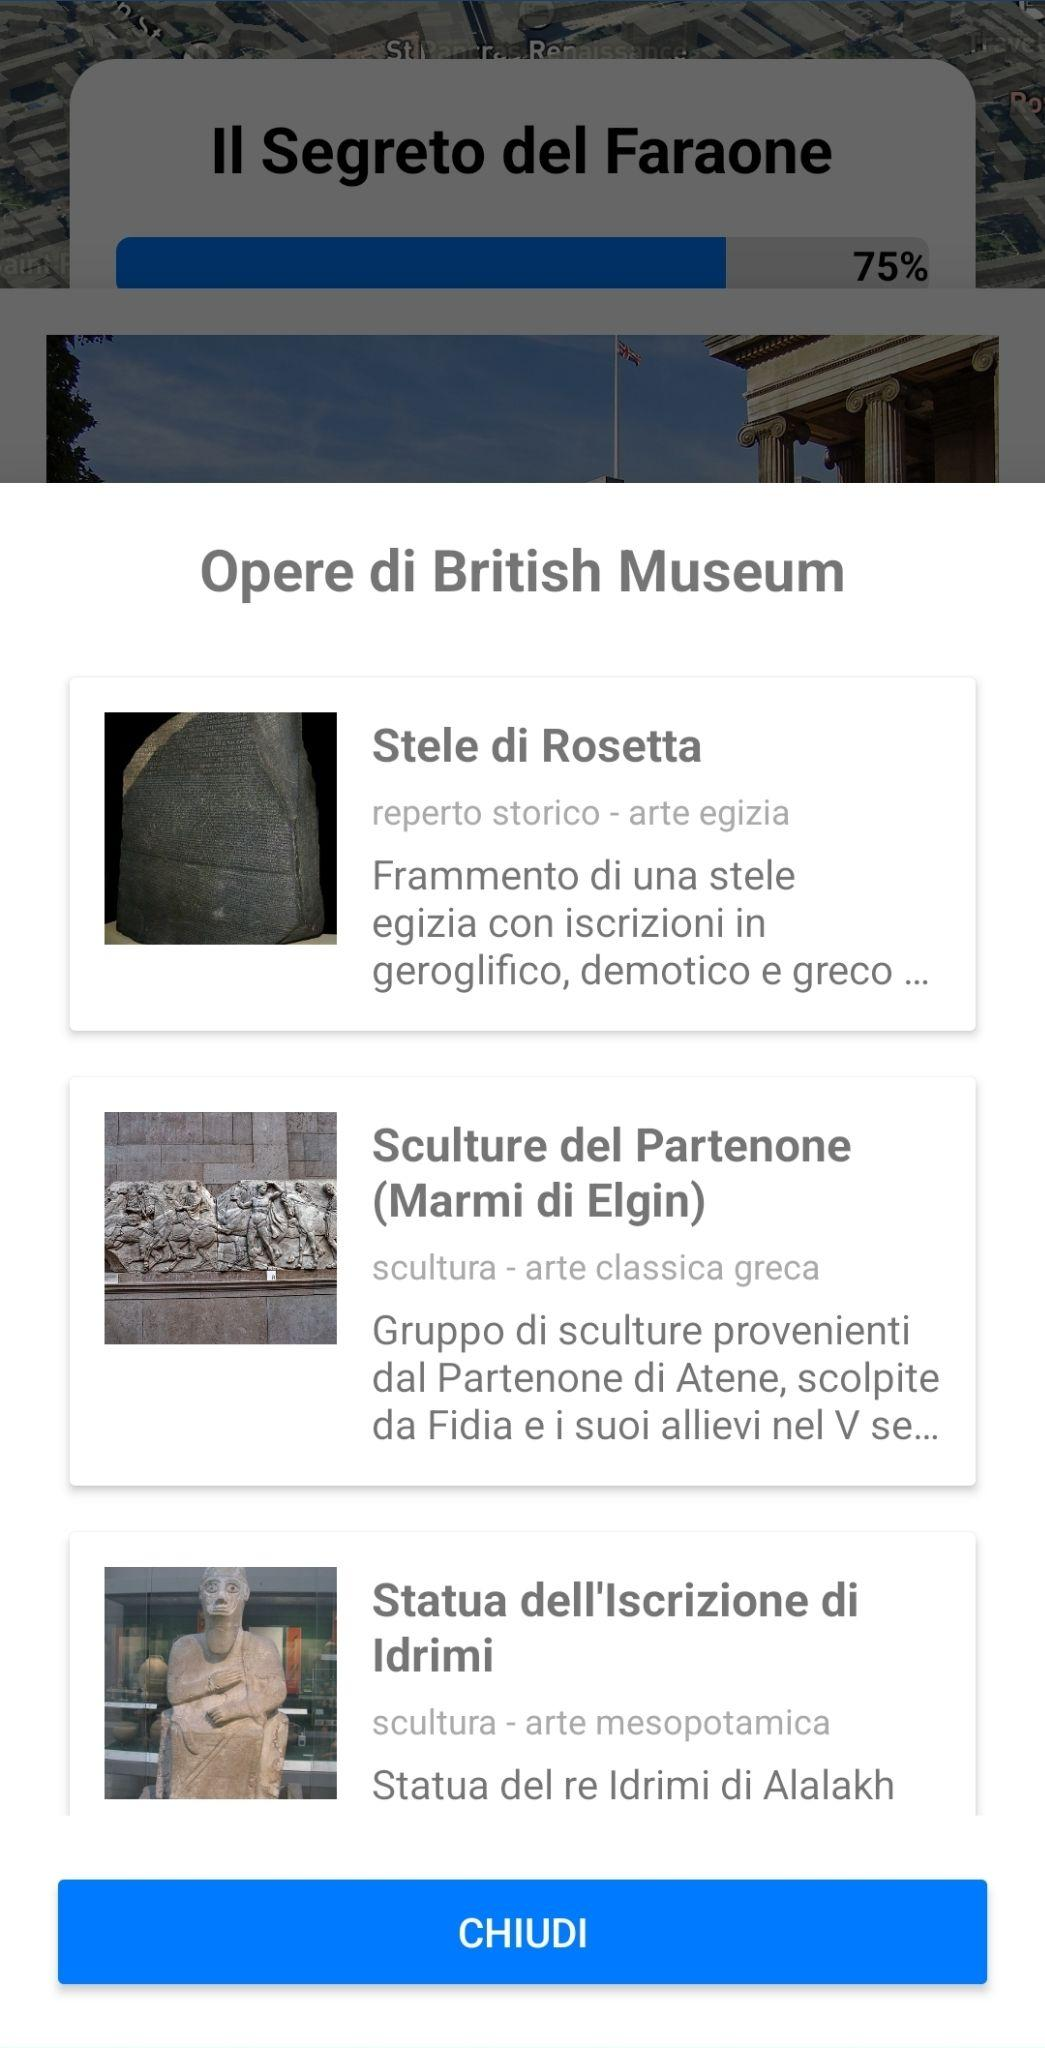 St Pancras Renaissance
Il Segreto del Faraone
75%
Opere di British Museum
Stele di Rosetta
reperto storico - arte egizia
Frammento di una stele
egizia con iscrizioni in
geroglifico, demotico e greco ...
Sculture del Partenone
(Marmi di Elgin)
scultura - arte classica greca
Gruppo di sculture provenienti
dal Partenone di Atene, scolpite
da Fidia e i suoi allievi nel V se...
Statua dell'Iscrizione di
Idrimi
scultura - arte mesopotamica
Statua del re Idrimi di Alalakh
CHIUDI